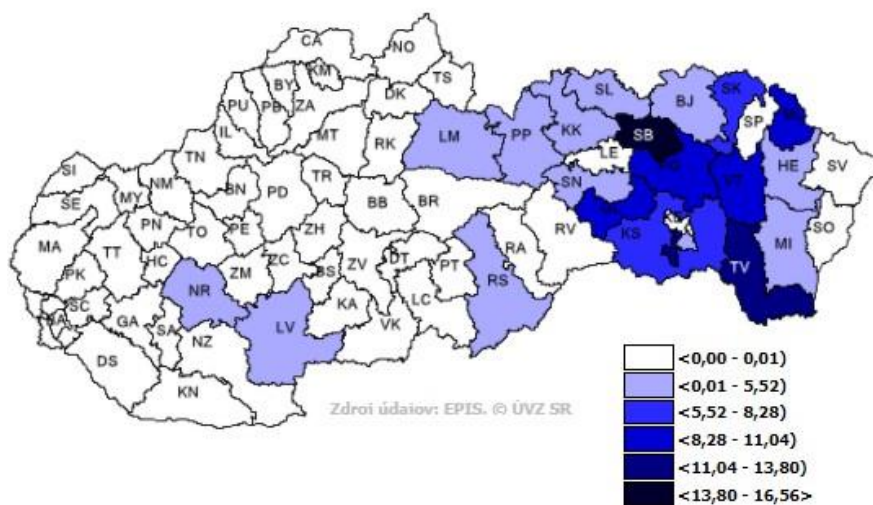 CA
NO
TS
KM
BY
PU
PB
ZA
DK
IL
MT
RK
LM
PP
KK
SL
BJ
SK
SP
SB
LE
SN
HE
SV
SI
SE
MY
NM
TN
BN
PD
TR
BB
BR
RA
RV
KS
MI
SO
TV
MA
PN
TO
PE
ZH
TT
HC
PK
SC
ZM
ZC
BS
ZV
DT
PT
RS
NR
LV
KA
LC
VK
GA
SA
NZ
DS
KN
Zdroj údajov: EPIS. © ÚVZ SR
<0,00 - 0,01)
<0,01 - 5,52)
<5,52 - 8,28)
<8,28 - 11,04)
<11,04 - 13,80)
<13,80 - 16,56>